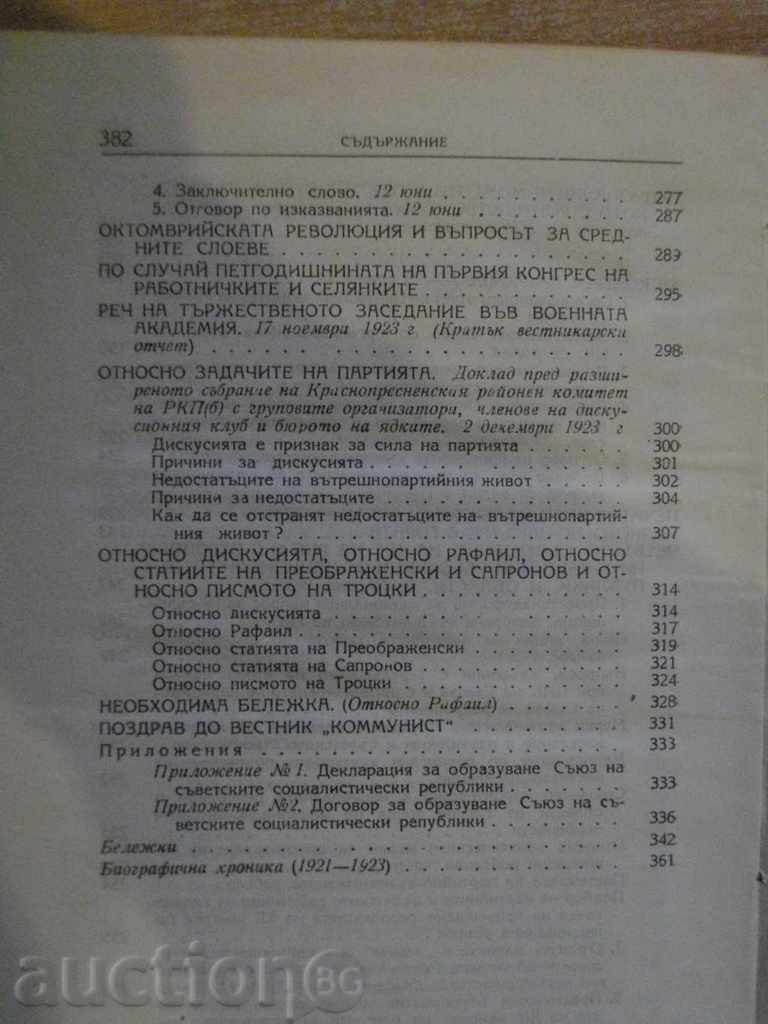 382 СЪДЪРЖАНИЕ
4. Заключително слово. 12 юни . . . . . . . . . . . 277
5. Отговор по изказванията. 12 юни . . . . . . . . . 287
ОКТОМВРИЙСКАТА РЕВОЛЮЦИЯ И ВЪПРОСЪТ ЗА СРЕД-
НИТЕ СЛОЕВЕ . . . . . . . . . . . . . . . . 289
ПО СЛУЧАЙ ПЕТГОДИШНИНАТА НА ПЪРВИЯ КОНГРЕС НА
РАБОТНИЧКИТЕ И СЕЛЯНКИТЕ . . . . . . . . . . 295
РЕЧ НА ТЪРЖЕСТВЕНОТО ЗАСЕДАНИЕ ВЪВ ВОЕННАТА
АКАДЕМИЯ. 17 ноември 1923 г. (Кратък вестникарски
отчет) . . . . . . . . . . . . . . . . . . . 298
ОТНОСНО ЗАДАЧИТЕ НА ПАРТИЯТА. Доклад пред разши-
реното събрание на Краснопресненския районен комитет
на РКП(б) с груповите организатори, членове на диску-
сионния клуб и бюрото на ядките. 2 декември 1923 г 300
Дискусията е признак за сила на партията . . . . . . 300
Причини за дискусията . . . . . . . . . . . . . 301
Недостатъците на вътрешнопартийния живот . . . . . 302
Причини за недостатъците . . . . . . . . . . . . 304
Как да се отстранят недостатъците на вътрешнопартий-
ния живот? . . . . . . . . . . . . . . . . . 307
ОТНОСНО ДИСКУСИЯТА, ОТНОСНО РАФАИЛ, ОТНОСНО
СТАТИИТЕ НА ПРЕОБРАЖЕНСКИ И САПРОНОВ И ОТ-
НОСНО ПИСМОТО НА ТРОЦКИ . . . . . . . . . . 314
Относно дискусията . . . . . . . . . . . . . . 314
Относно Рафаил . . . . . . . . . . . . . . . . 317
Относно статията на Преображенски . . . . . . . . 319
Относно статията на Сапронов . . . . . . . . . . 321
Относно писмото на Троцки . . . . . . . . . . . 324
НЕОБХОДИМА БЕЛЕЖКА. (Относно Рафаил) . . . . . . 328
ПОЗДРАВ ДО ВЕСТНИК „КОММУНИСТ“ . . . . . . . . 331
Приложения . . . . . . . . . . . . . . . . . 333
Приложение №1. Декларация за образуване Съюз на
съветските социалистически републики . . . . . . . 333
Приложение №2. Договор за образуване Съюз на съ-
ветските социалистически републики . . . . . . . . 336
Бележки . . . . . . . . . . . . . . . . . . . 342
Биографична хроника (1921—1923) . . . . . . . . . . 361
auction BG